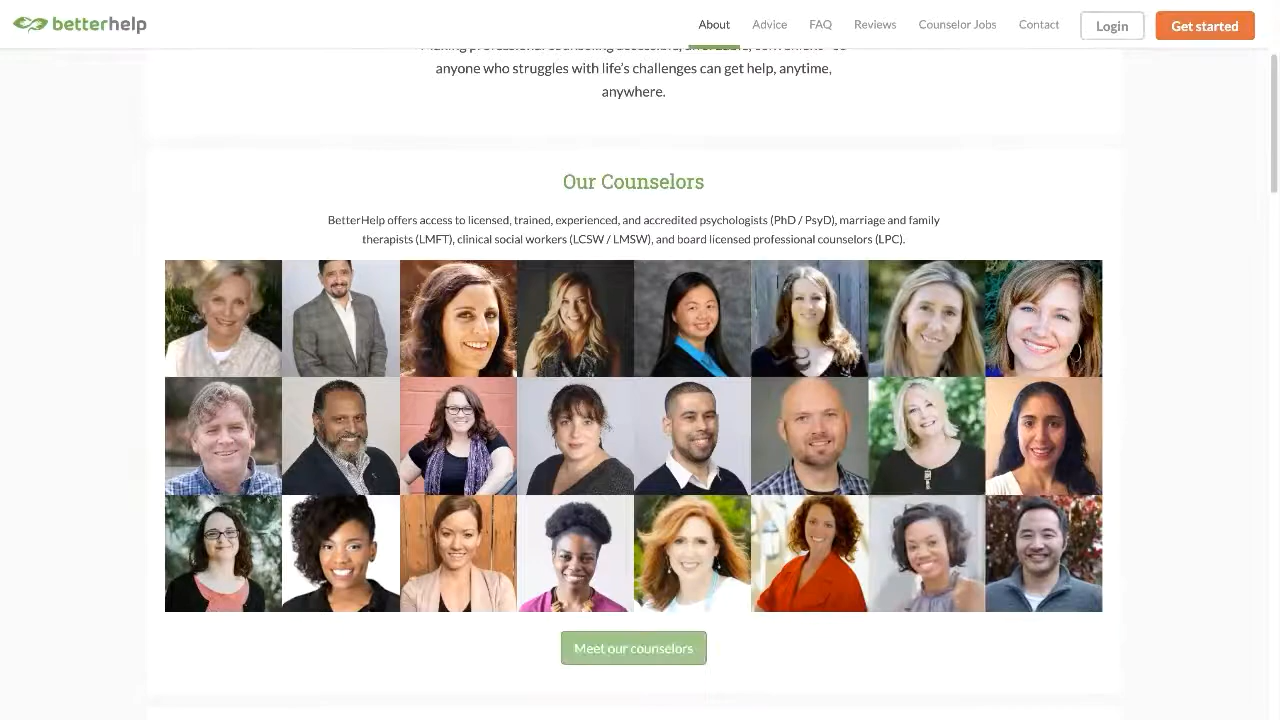 betterhelp
About
Advice
FAQ
Reviews
Counselor Jobs
Contact
Login
Get started
anyone who struggles with life's challenges can get help, anytime,
anywhere.
Our Counselors
BetterHelp offers access to licensed, trained, experienced, and accredited psychologists (PhD / PsyD), marriage and family
therapists (LMFT), clinical social workers (LCSW / LMSW), and board licensed professional counselors (LPC).
Meet our counselors